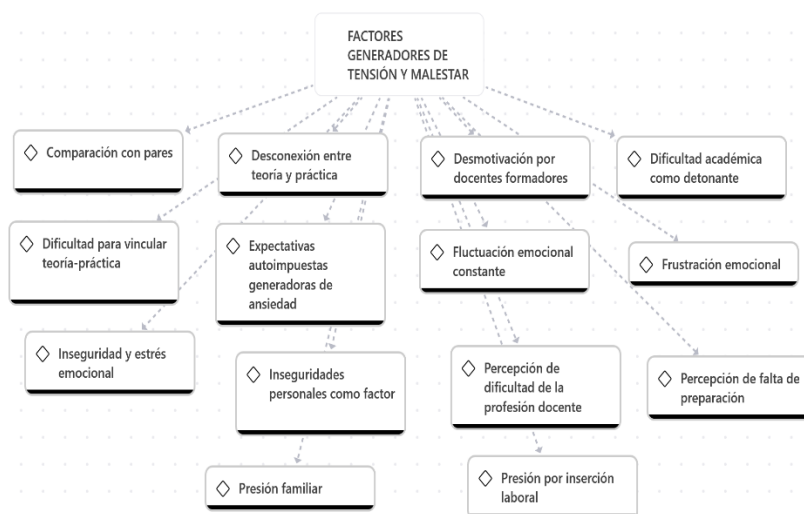 FACTORES
GENERADORES DE
TENSIÓN Y MALESTAR
Comparación con pares
Desconexión entre
teoría y práctica
Desmotivación por
docentes formadores
Dificultad académica
como detonante
Dificultad para vincular
teoría-práctica
Expectativas
autoimpuestas
generadoras de
ansiedad
Fluctuación emocional
constante
Frustración emocional
Inseguridad y estrés
emocional
Inseguridades
personales como factor
Percepción de
dificultad de la
profesión docente
Percepción de falta de
preparación
Presión familiar
Presión por inserción
laboral